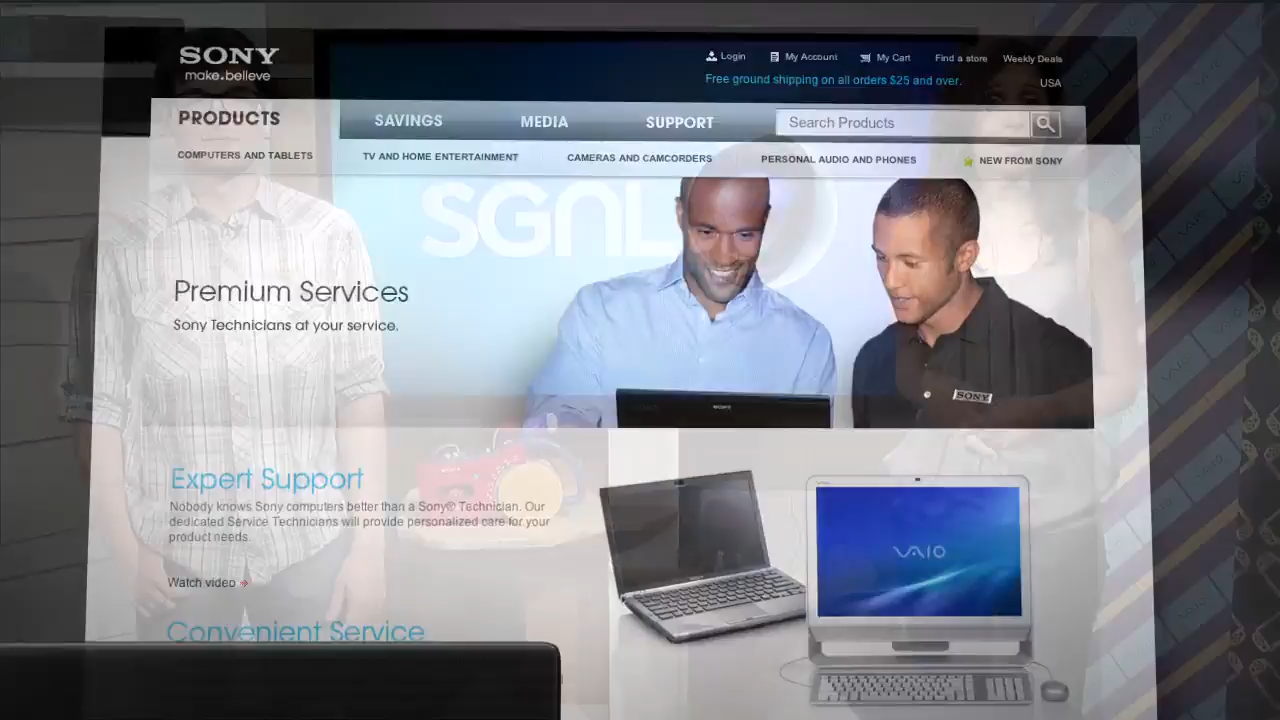 SONY
make.believe
Login
My Account
My Cart
Find a store
Weekly Deals
Free ground shipping on all orders $25 and over.
USA
PRODUCTS
SAVINGS
MEDIA
SUPPORT
Search Products
COMPUTERS AND TABLETS
TV AND HOME ENTERTAINMENT
CAMERAS AND CAMCORDERS
PERSONAL AUDIO AND PHONES
NEW FROM SONY
SGNL
Premium Services
Sony Technicians at your service.
SONY
SONY
Expert Support
Nobody knows Sony computers better than a Sony® Technician. Our
dedicated Service Technicians will provide personalized care for your
product needs.
VAIO
Watch video »
Convenient Service